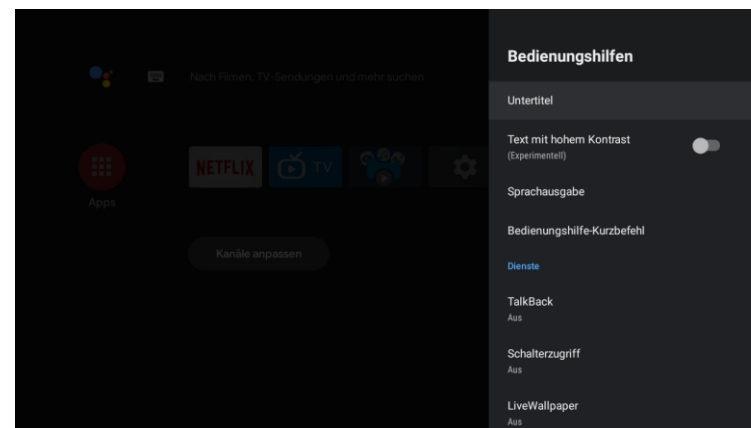 Bedienungshilfen
Nach Filmen, TV-Sendungen und mehr suchen
Untertitel
Text mit hohem Kontrast
(Experimentell)
NETFLIX
TV
Sprachausgabe
Apps
Bedienungshilfe-Kurzbefehl
Kanäle anpassen
Dienste
TalkBack
Aus
Schalterzugriff
Aus
LiveWallpaper
Aus